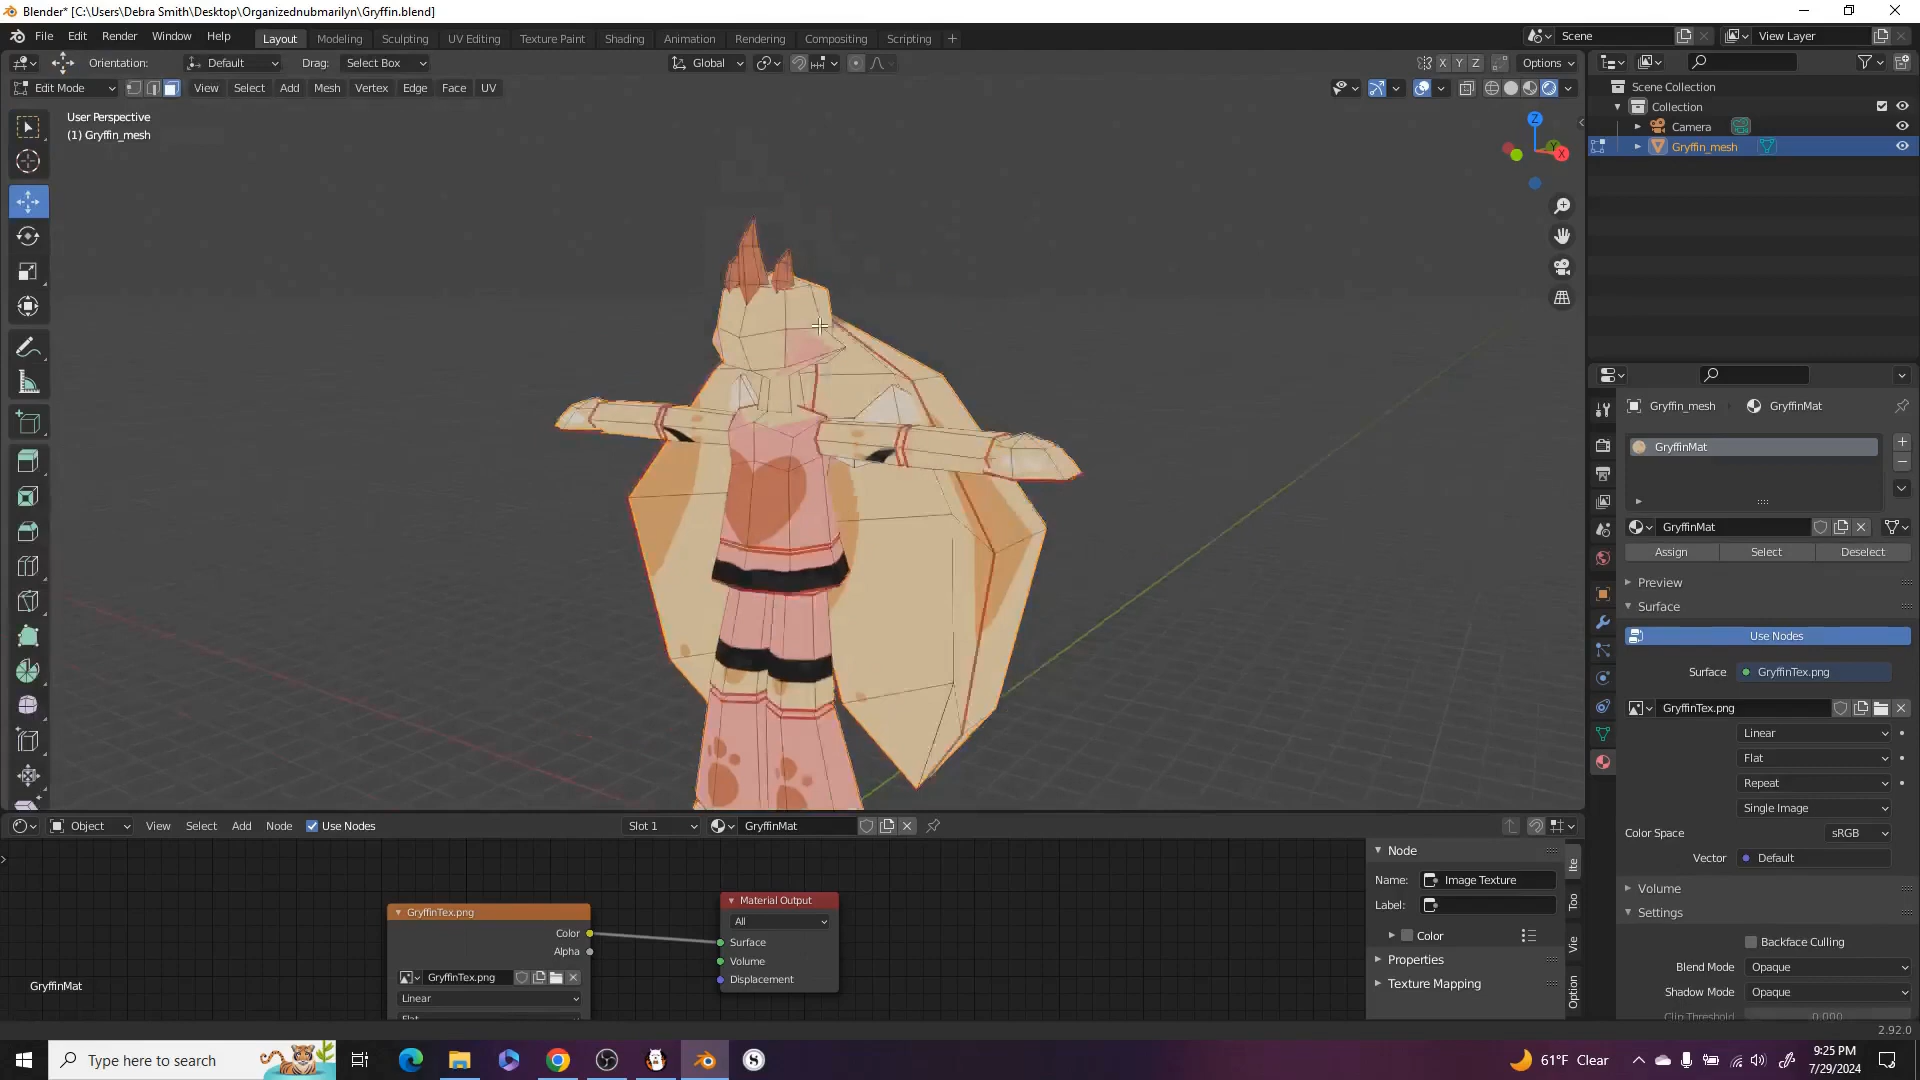 Blender* [C:\Users\Debra Smith\Desktop\Organizednubmarilyn\Gryffin.blend]
File Edit Render Window Help
Layout Modeling Sculpting UV Editing Texture Paint Shading Animation Rendering Compositing Scripting +
Scene View Layer
Orientation: Default Drag: Select Box Global X Y Z Options
Edit Mode View Select Add Mesh Vertex Edge Face UV
User Perspective
(1) Gryffin_mesh
Z
Y
X
Scene Collection
Collection
Camera
Gryffin_mesh
Gryffin_mesh GryffinMat
GryffinMat
GryffinMat
Assign Select Deselect
Preview
Surface
Use Nodes
Surface GryffinTex.png
GryffinTex.png
Linear
Flat
Repeat
Single Image
Color Space sRGB
Vector Default
Volume
Settings
Backface Culling
Blend Mode Opaque
Shadow Mode Opaque
Clip Threshold 0.000
Object View Select Add Node Use Nodes Slot 1 GryffinMat
GryffinTex.png
Color
Alpha
GryffinTex.png
Linear
Flat
Material Output
All
Surface
Volume
Displacement
GryffinMat
Node
Name: Image Texture
Label:
Color
Properties
Texture Mapping
Ite
Too
Vie
Option
2.92.0
Type here to search
61°F Clear
9:25 PM
7/29/2024